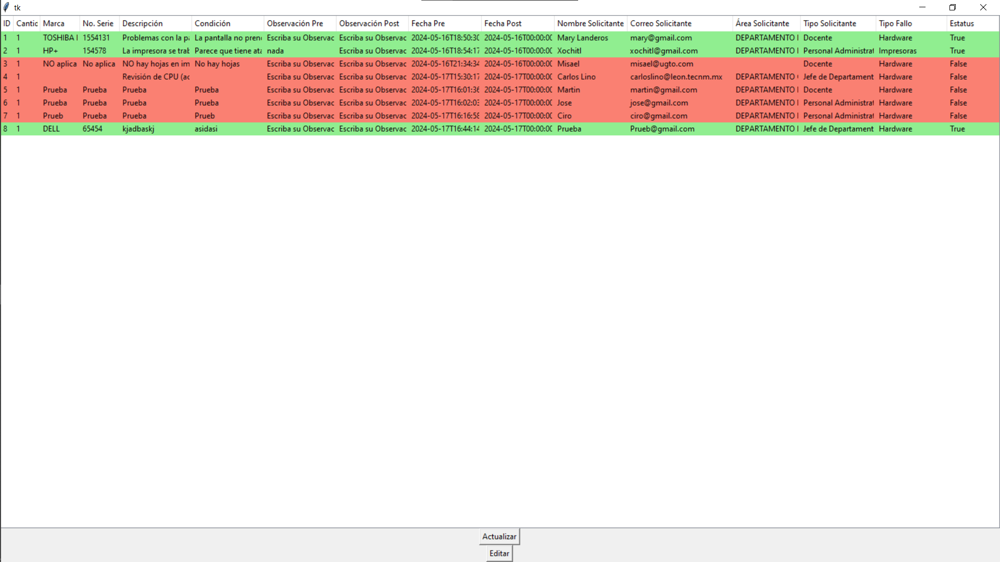 tk
ID Cantic Marca No. Serie Descripción Condición Observación Pre Observación Post Fecha Pre Fecha Post Nombre Solicitante Correo Solicitante Área Solicitante Tipo Solicitante Tipo Fallo Estatus
1 1 TOSHIBA 1554131 Problemas con la pa La pantalla no pren Escriba su Observac Escriba su Observac 2024-05-16T18:50:30 2024-05-16T00:00:00 Mary Landeros mary@gmail.com DEPARTAMENTO Docente Hardware True
2 1 HP+ 154578 La impresora se trab Parece que tiene ata nada Escriba su Observac 2024-05-16T18:54:17 2024-05-16T00:00:00 Xochitl xochitl@gmail.com DEPARTAMENTO Personal Administrat Impresoras True
3 1 NO aplica No aplica NO hay hojas en im No hay hojas Escriba su Observac Escriba su Observac 2024-05-16T21:34:34 2024-05-16T00:00:00 Misael misael@ugto.com Docente Hardware False
4 1 Revisión de CPU (ac Escriba su Observac Escriba su Observac 2024-05-17T15:30:17 2024-05-17T00:00:00 Carlos Lino carloslino@leon.tecnm.mx DEPARTAMENTO Jefe de Departament Hardware False
5 1 Prueba Prueba Prueba Prueba Escriba su Observac Escriba su Observac 2024-05-17T16:01:36 2024-05-17T00:00:00 Martin martin@gmail.com DEPARTAMENTO Docente Hardware False
6 1 Prueba Prueba Prueba Prueba Escriba su Observac Escriba su Observac 2024-05-17T16:02:03 2024-05-17T00:00:00 Jose jose@gmail.com DEPARTAMENTO Personal Administrat Hardware False
7 1 Prueb Prueba Prueba Prueb Escriba su Observac Escriba su Observac 2024-05-17T16:16:58 2024-05-17T00:00:00 Ciro ciro@gmail.com DEPARTAMENTO Personal Administrat Hardware False
8 1 DELL 65454 kjadbaskj asidasi Escriba su Observac Escriba su Observac 2024-05-17T16:44:14 2024-05-17T00:00:00 Prueba Prueb@gmail.com DEPARTAMENTO Jefe de Departament Hardware True
Actualizar
Editar